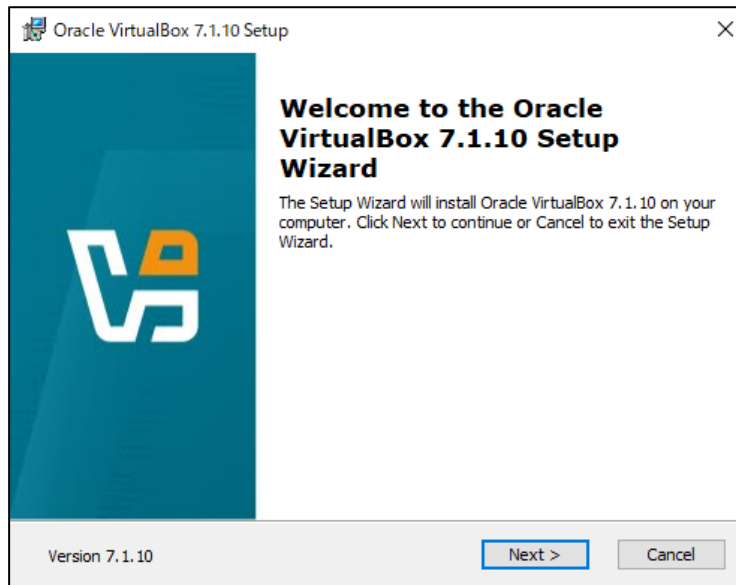 Oracle VirtualBox 7.1.10 Setup
Welcome to the Oracle
VirtualBox 7.1.10 Setup
Wizard
The Setup Wizard will install Oracle VirtualBox 7.1.10 on your
computer. Click Next to continue or Cancel to exit the Setup
Wizard.
Version 7.1.10
Next >
Cancel